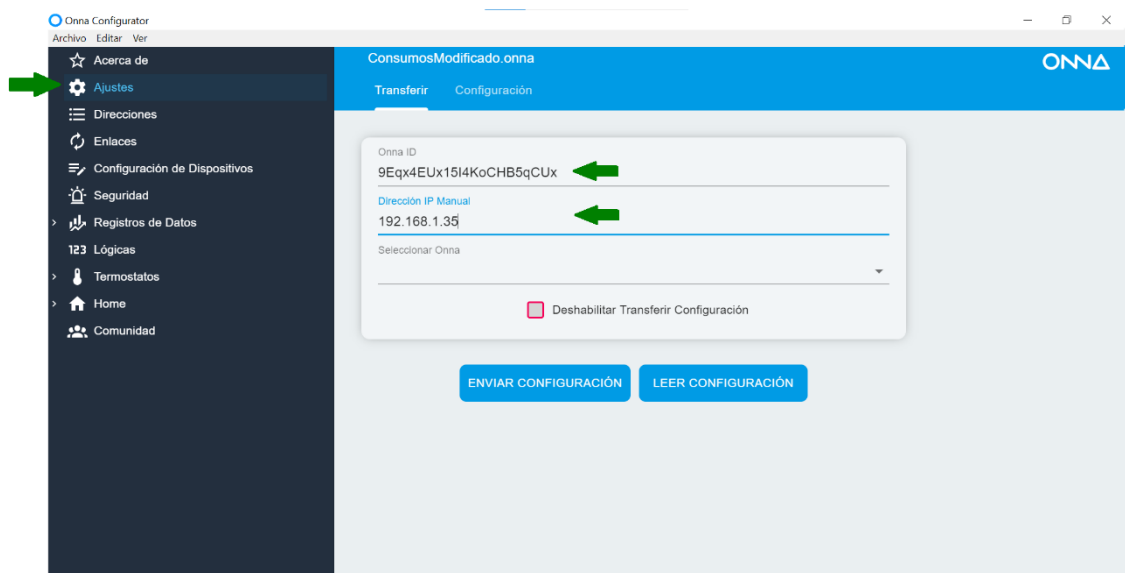 Onna Configurator
Archivo Editar Ver
Acerca de
Ajustes
Direcciones
Enlaces
Configuración de Dispositivos
Seguridad
Registros de Datos
123 Lógicas
Termostatos
Home
Comunidad
ConsumosModificado.onna
ONNA
Transferir Configuración
Onna ID
9Eqx4EUx15I4KoCHB5qCUx
Dirección IP Manual
192.168.1.35
Seleccionar Onna
Deshabilitar Transferir Configuración
ENVIAR CONFIGURACIÓN LEER CONFIGURACIÓN